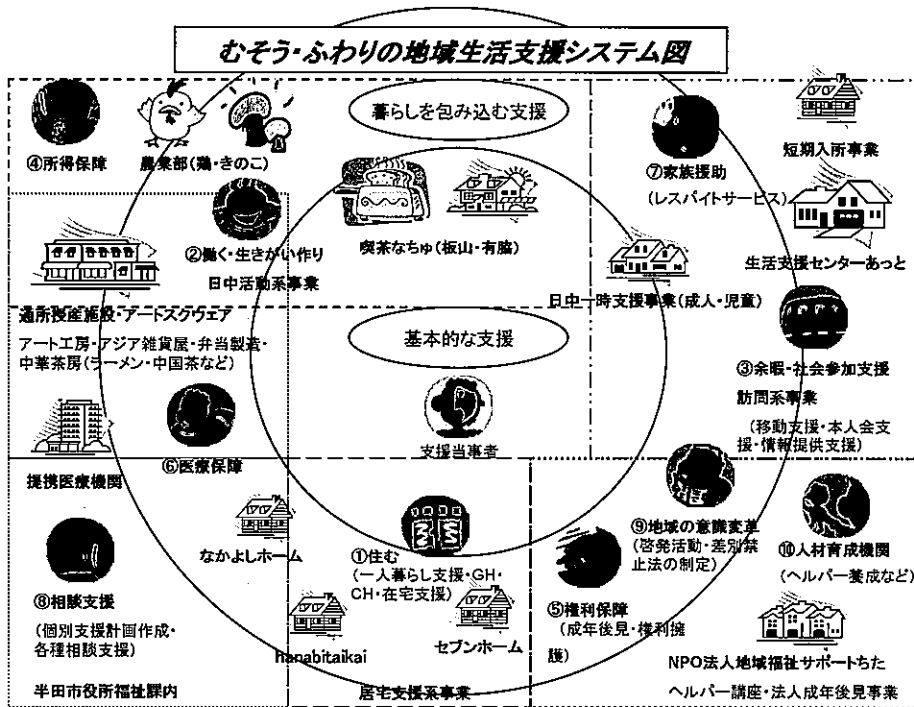 むそう・ふわりの地域生活支援システム図
暮らしを包み込む支援
④所得保障
農業部(鶏・きのこ)
⑦家族援助
(レスパイトサービス)
短期入所事業
②働く・生きがい作り
日中活動系事業
喫茶なちゅ(板山・有脇)
生活支援センターあっと
日中一時支援事業(成人・児童)
通所授産施設・アートスクウェア
アート工房・アジア雑貨屋・弁当製造・
中華茶房(ラーメン・中国茶など)
基本的な支援
③余暇・社会参加支援
訪問系事業
(移動支援・本人会支
援・情報提供支援)
支援当事者
⑥医療保障
提携医療機関
なかよしホーム
①住む
(一人暮らし支援・GH・
CH・在宅支援)
⑨地域の意識変革
(啓発活動・差別禁
止法の制定)
⑩人材育成機関
(ヘルパー養成など)
⑧相談支援
(個別支援計画作成・
各種相談支援)
⑤権利保障
(成年後見・権利擁
護)
hanabitaikai
セブンホーム
NPO法人地域福祉サポートちた
半田市役所福祉課内
居宅支援系事業
ヘルパー講座・法人成年後見事業